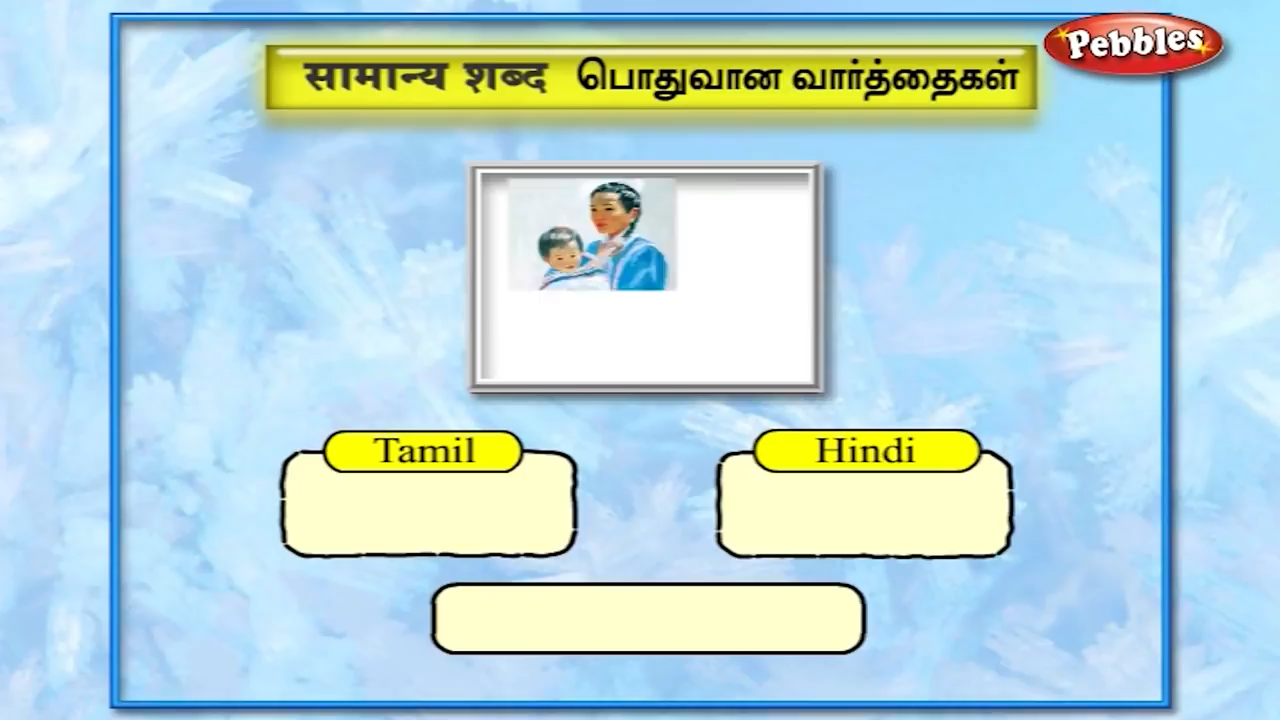 सामान्य शब्द பொதுவான வார்த்தைகள்
Pebbles
Tamil
Hindi